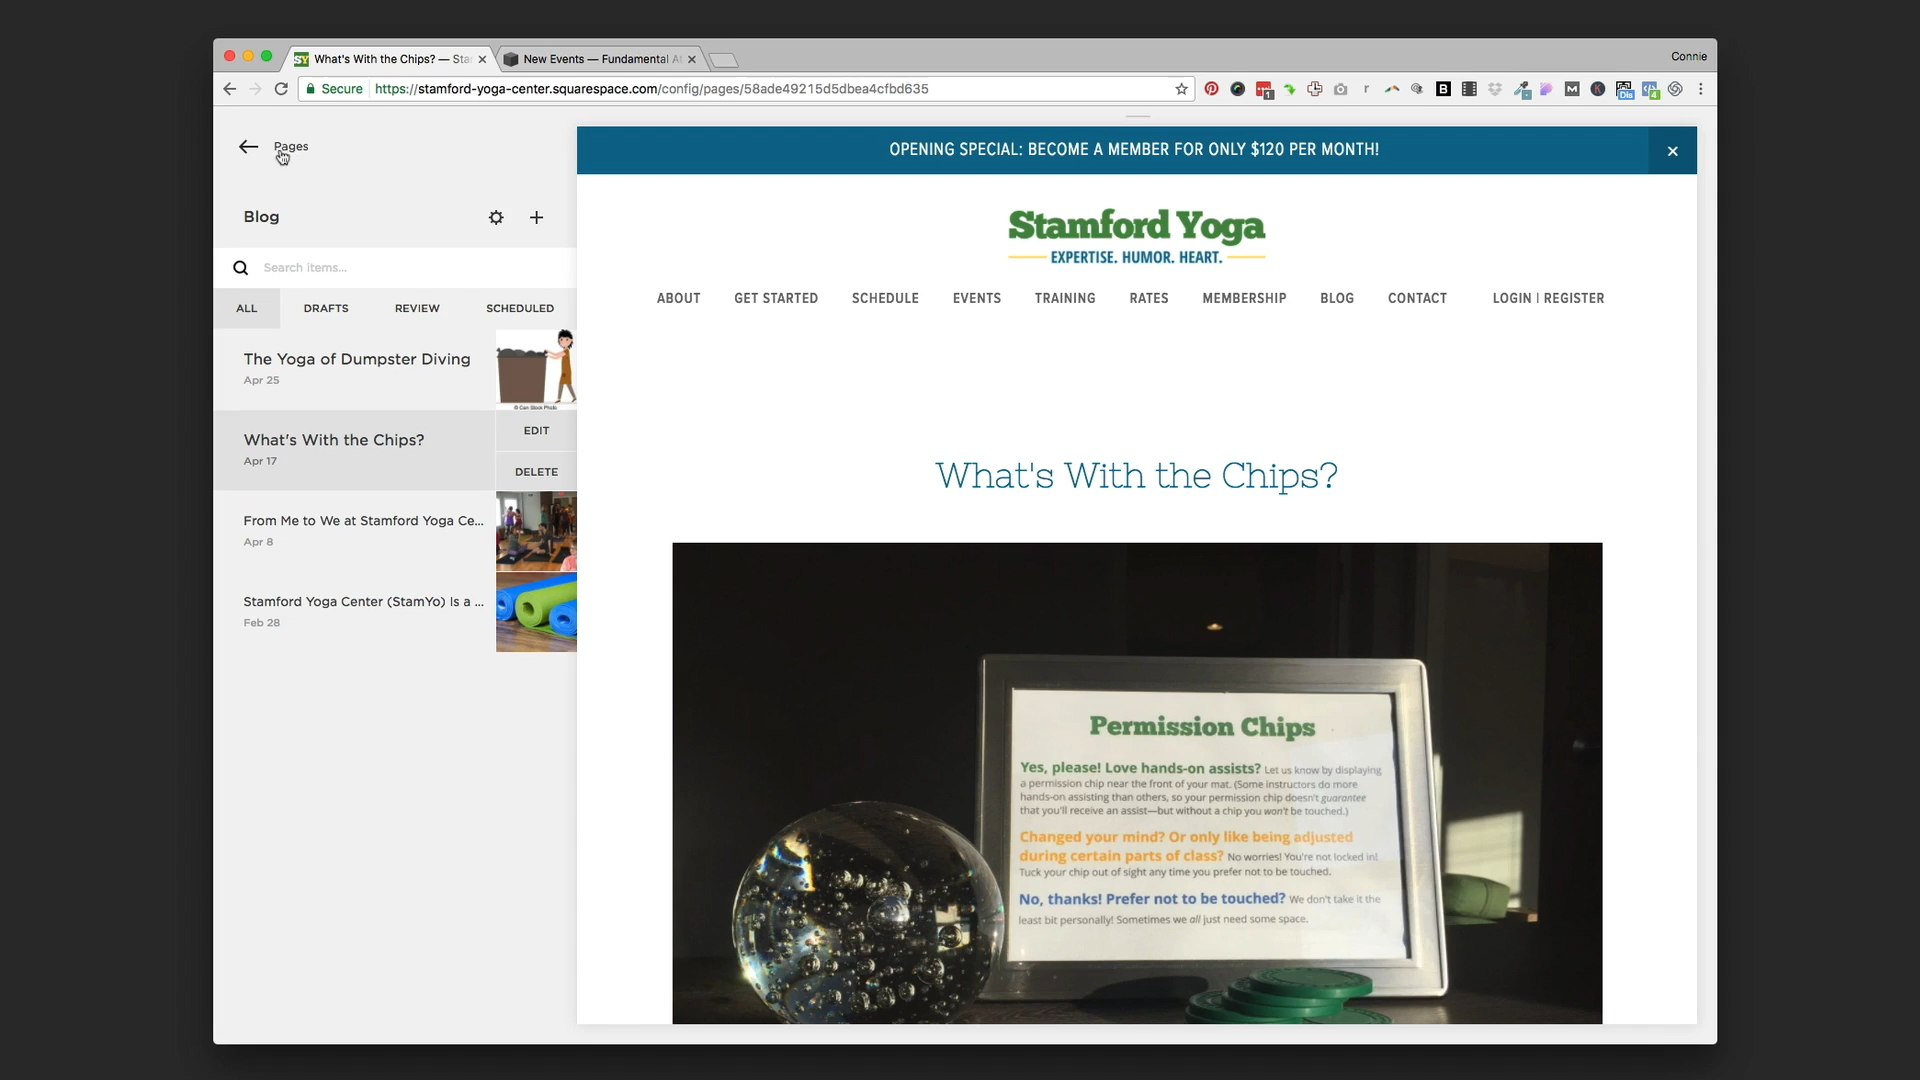 What's With the Chips? — Sta
New Events — Fundamental A
Connie
Secure
https://stamford-yoga-center.squarespace.com/config/pages/58ade49215d5dbea4cfbd635
Pages
Blog
Search items...
ALL
DRAFTS
REVIEW
SCHEDULED
The Yoga of Dumpster Diving
Apr 25
© Can Stock Photo
What's With the Chips?
Apr 17
EDIT
DELETE
From Me to We at Stamford Yoga Ce...
Apr 8
Stamford Yoga Center (StamYo) Is a ...
Feb 28
OPENING SPECIAL: BECOME A MEMBER FOR ONLY $120 PER MONTH!
Stamford Yoga
EXPERTISE. HUMOR. HEART.
ABOUT
GET STARTED
SCHEDULE
EVENTS
TRAINING
RATES
MEMBERSHIP
BLOG
CONTACT
LOGIN | REGISTER
What's With the Chips?
Permission Chips
Yes, please! Love hands-on assists? Let us know by displaying
a permission chip near the front of your mat. (Some instructors do more
hands-on assisting than others, so your permission chip doesn't guarantee
that you'll receive an assist—but without a chip you won't be touched.)
Changed your mind? Or only like being adjusted
during certain parts of class? No worries! You're not locked in!
Tuck your chip out of sight any time you prefer not to be touched.
No, thanks! Prefer not to be touched? We don't take it the
least bit personally! Sometimes we all just need some space.